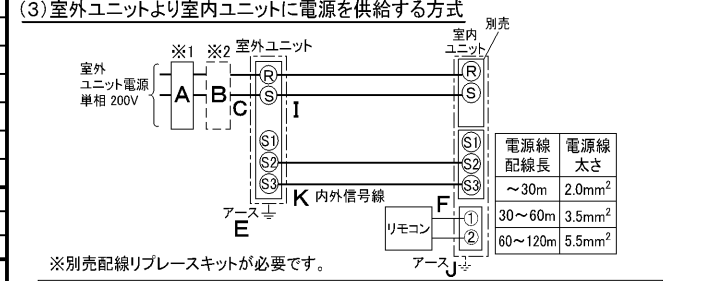 (3)室外ユニットより室内ユニットに電源を供給する方式
別売
※1 ※2 室外ユニット
室内
ユニット
室外
ユニット電源
単相 200V
A
B
C
I
R
S
R
S
S1
S2
S3
S1
S2
S3
K 内外信号線
アース
E
F
リモコン
①
②
アース
J
電源線
配線長
電源線
太さ
～30m 2.0mm²
30～60m 3.5mm²
60～120m 5.5mm²
※別売配線リプレースキットが必要です。